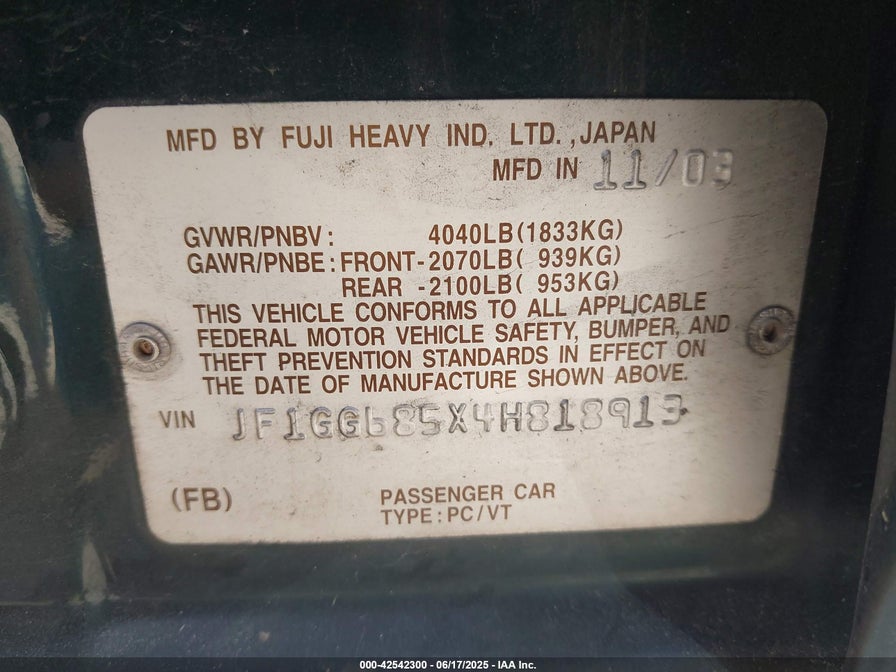 MFD BY FUJI HEAVY IND. LTD.,JAPAN
MFD IN 11/03
GVWR/PNBV: 4040LB(1833KG)
GAWR/PNBE: FRONT-2070LB( 939KG)
REAR -2100LB( 953KG)
THIS VEHICLE CONFORMS TO ALL APPLICABLE
FEDERAL MOTOR VEHICLE SAFETY, BUMPER, AND
THEFT PREVENTION STANDARDS IN EFFECT ON
THE DATE OF MANUFACTURE SHOWN ABOVE.
VIN JF1GG685X4H818913
(FB) PASSENGER CAR
TYPE:PC/VT
000-42542300 - 06/17/2025 - IAA Inc.